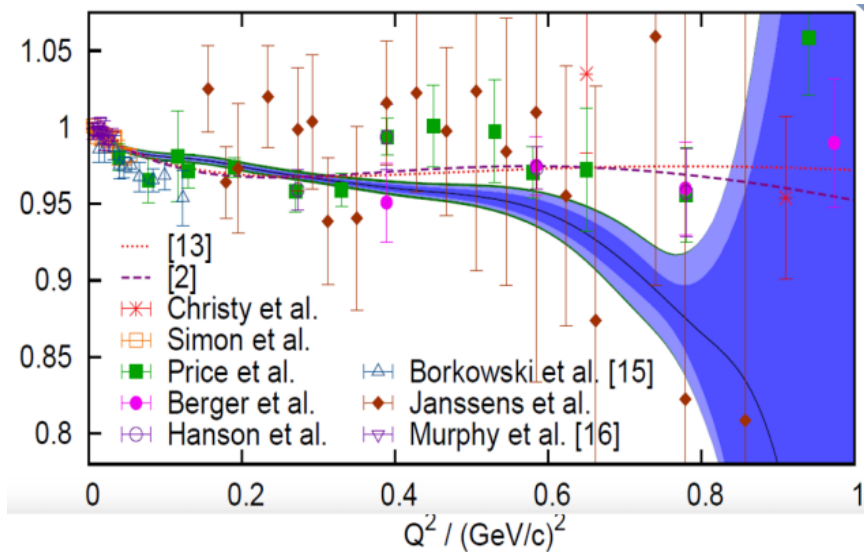 1.05
1
0.95
0.9
0.85
0.8
[13]
[2]
Christy et al.
Simon et al.
Price et al.
Berger et al.
Hanson et al.
Borkowski et al. [15]
Janssens et al.
Murphy et al. [16]
0 0.2 0.4 0.6 0.8 1
Q^2 / (GeV/c)^2